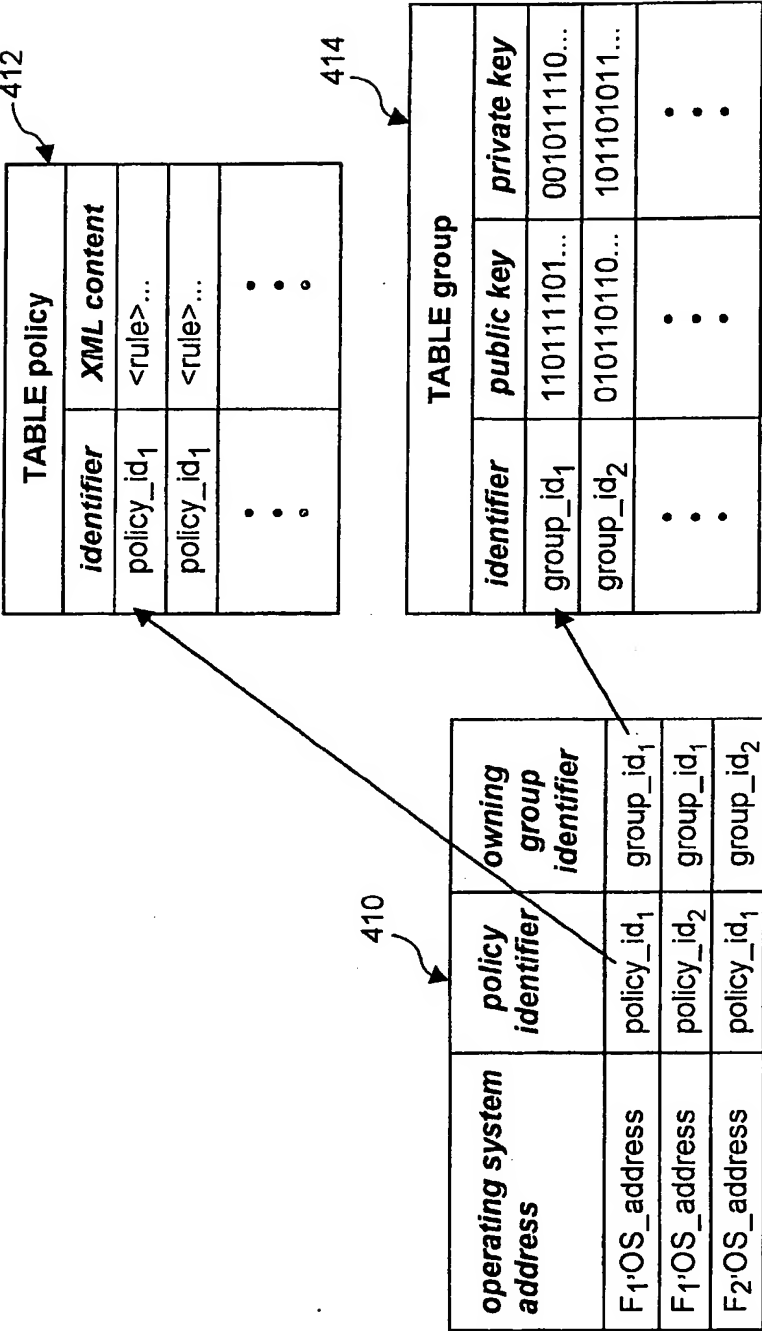 412
TABLE policy
identifier XML content
policy_id1 <rule>...
policy_id1 <rule>...
414
TABLE group
identifier public key private key
group_id1 110111101... 001011110...
group_id2 010110110... 101101011...
410
operating system address policy identifier owning group identifier
F1'OS_address policy_id1 group_id1
F1'OS_address policy_id2 group_id1
F2'OS_address policy_id1 group_id2